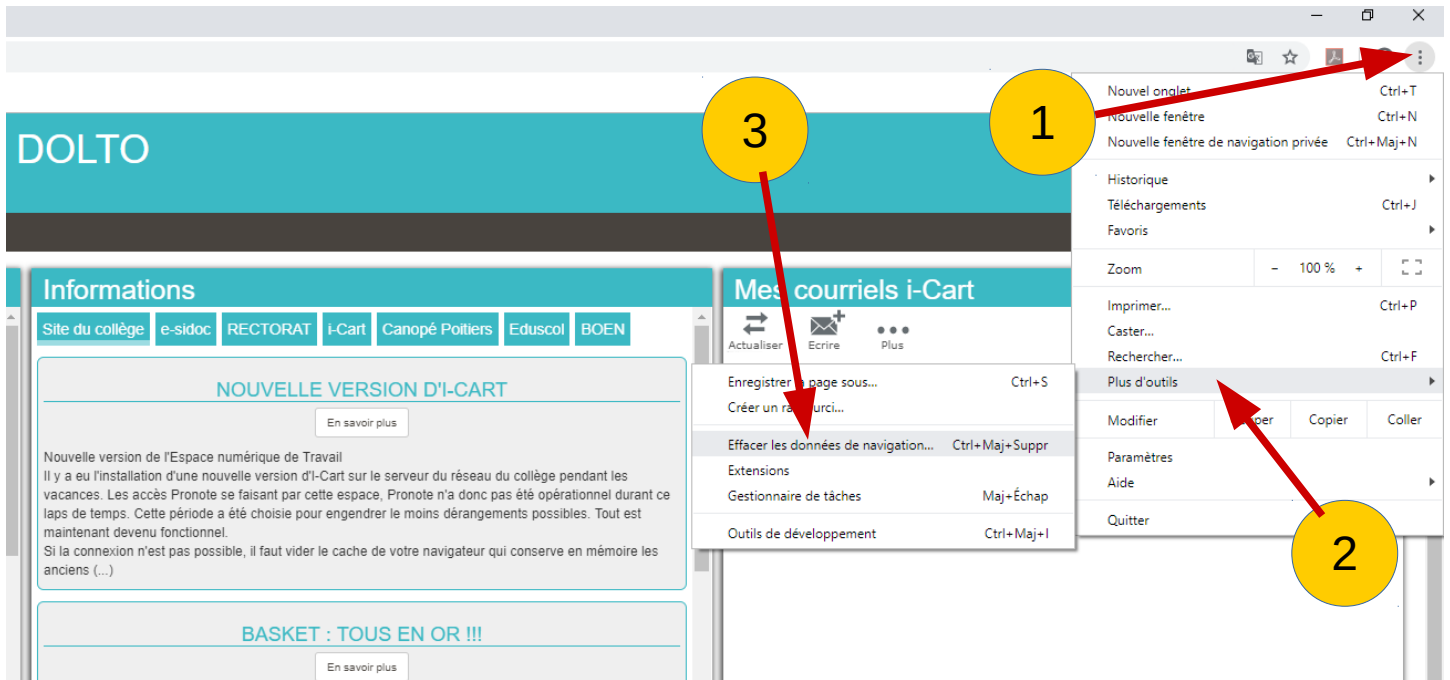 DOLTO
Informations
Site du collège e-sidoc RECTORAT i-Cart Canopé Poitiers Eduscol BOEN
NOUVELLE VERSION D'I-CART
En savoir plus
Nouvelle version de l'Espace numérique de Travail
Il y a eu l'installation d'une nouvelle version d'I-Cart sur le serveur du réseau du collège pendant les
vacances. Les accès Pronote se faisant par cette espace, Pronote n'a donc pas été opérationnel durant ce
laps de temps. Cette période a été choisie pour engendrer le moins dérangements possibles. Tout est
maintenant devenu fonctionnel.
Si la connexion n'est pas possible, il faut vider le cache de votre navigateur qui conserve en mémoire les
anciens (...)
BASKET : TOUS EN OR !!!
En savoir plus
Mes courriels i-Cart
Actualiser Ecrire Plus
3
1
2
Nouvel onglet Ctrl+T
Nouvelle fenêtre Ctrl+N
Nouvelle fenêtre de navigation privée Ctrl+Maj+N
Historique
Téléchargements Ctrl+J
Favoris
Zoom - 100 % +
Imprimer... Ctrl+P
Caster...
Rechercher... Ctrl+F
Plus d'outils
Modifier Copier Coller
Paramètres
Aide
Quitter
Enregistrer la page sous... Ctrl+S
Créer un
Effacer les données de navigation... Ctrl+Maj+Suppr
Extensions
Gestionnaire de tâches Maj+Échap
Outils de développement Ctrl+Maj+I